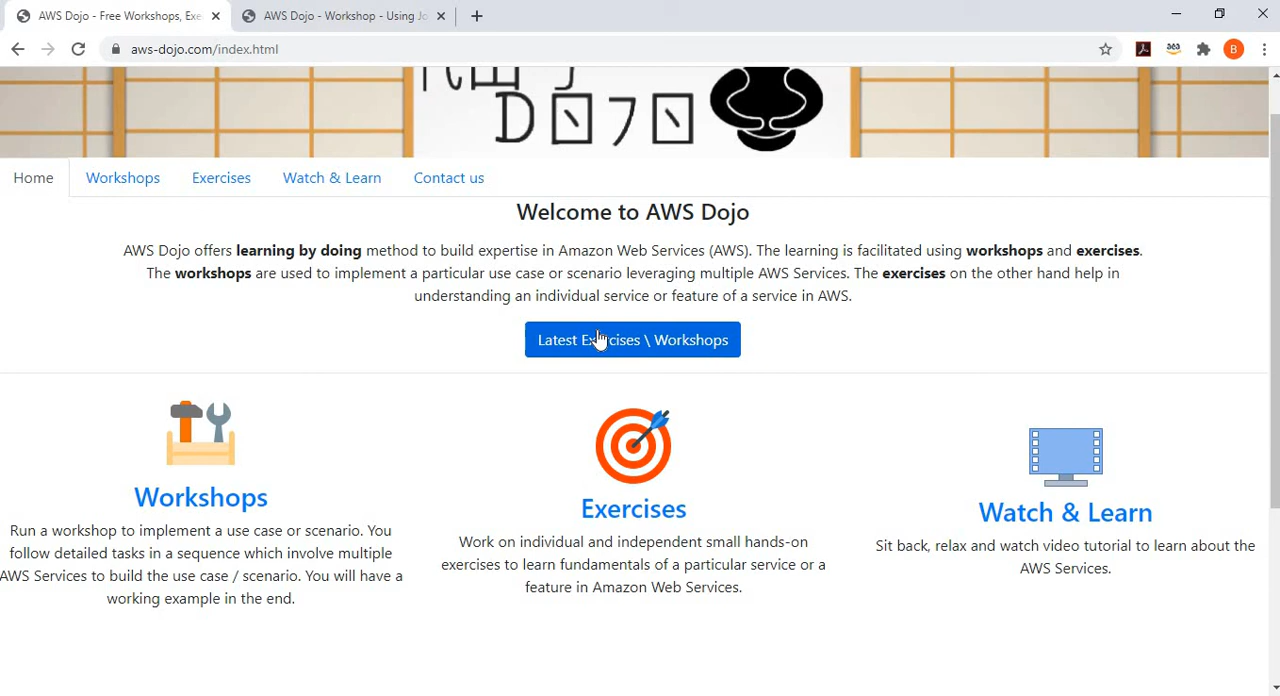 AWS Dojo - Free Workshops, Exe
AWS Dojo - Workshop - Using Jo
aws-dojo.com/index.html
B
Home
Workshops
Exercises
Watch & Learn
Contact us
Welcome to AWS Dojo
AWS Dojo offers learning by doing method to build expertise in Amazon Web Services (AWS). The learning is facilitated using workshops and exercises.
The workshops are used to implement a particular use case or scenario leveraging multiple AWS Services. The exercises on the other hand help in
understanding an individual service or feature of a service in AWS.
Latest Exercises \ Workshops
Workshops
Run a workshop to implement a use case or scenario. You
follow detailed tasks in a sequence which involve multiple
AWS Services to build the use case / scenario. You will have a
working example in the end.
Exercises
Work on individual and independent small hands-on
exercises to learn fundamentals of a particular service or a
feature in Amazon Web Services.
Watch & Learn
Sit back, relax and watch video tutorial to learn about the
AWS Services.